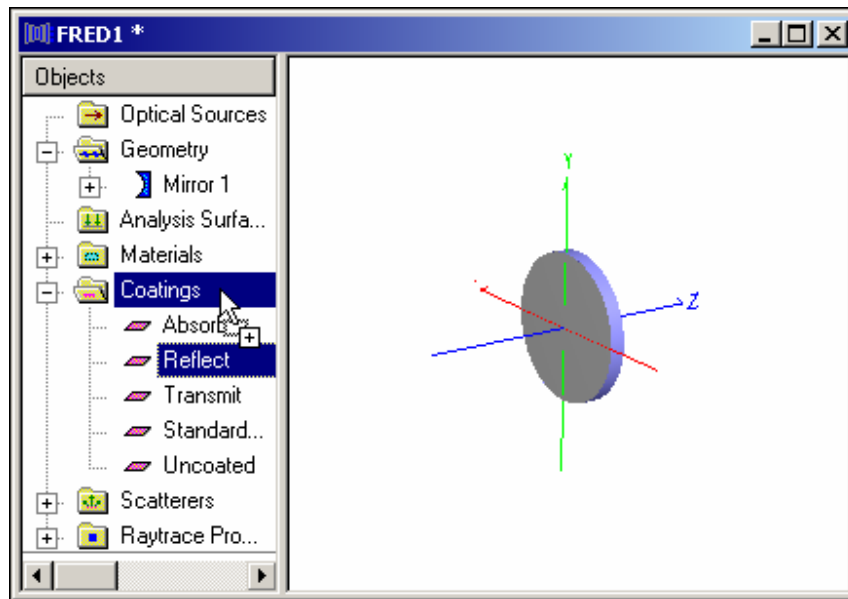 FRED1 *
Objects
Optical Sources
Geometry
Mirror 1
Analysis Surfa...
Materials
Coatings
Reflect
Transmit
Standard...
Uncoated
Scatterers
Raytrace Pro...
Y
Z